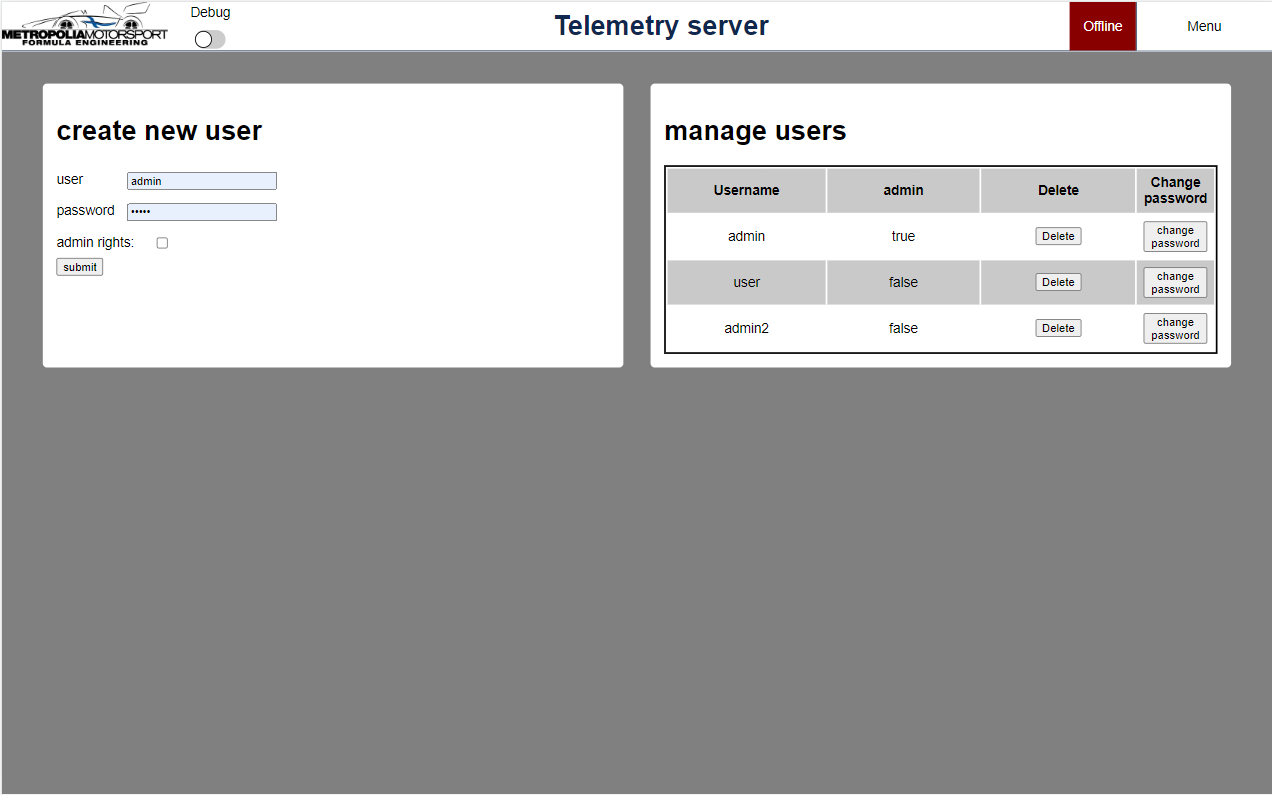 METROPOLIAMOTORSPORT
FORMULA ENGINEERING
Debug
Telemetry server
Offline
Menu
create new user
user
admin
password
•••••
admin rights:
submit
manage users
Username admin Delete Change password
admin true Delete change password
user false Delete change password
admin2 false Delete change password